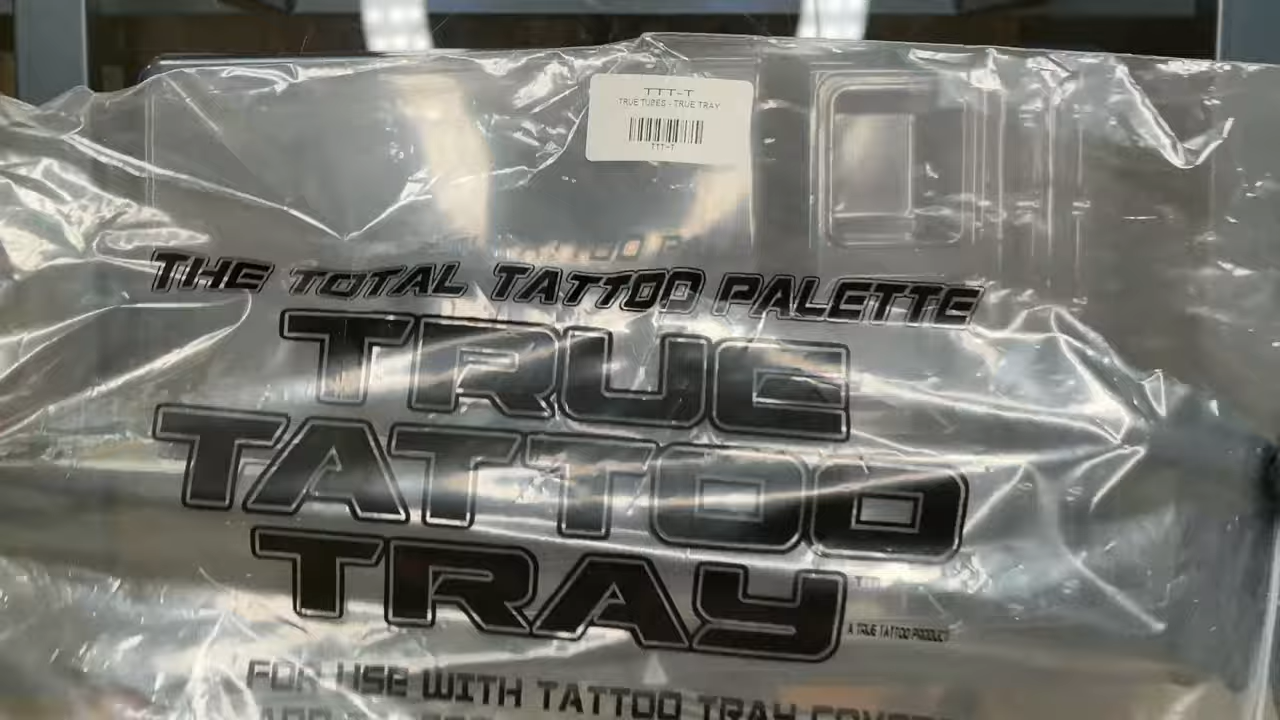 TTT-T
TRUE TUBES - TRUE TRAY
TTT-T
THE TOTAL TATTOO PALETTE
TRUE
TATTOO
TRAY
A TRUE TATTOO PRODUCT
FOR USE WITH TATTOO TRAY COVERS